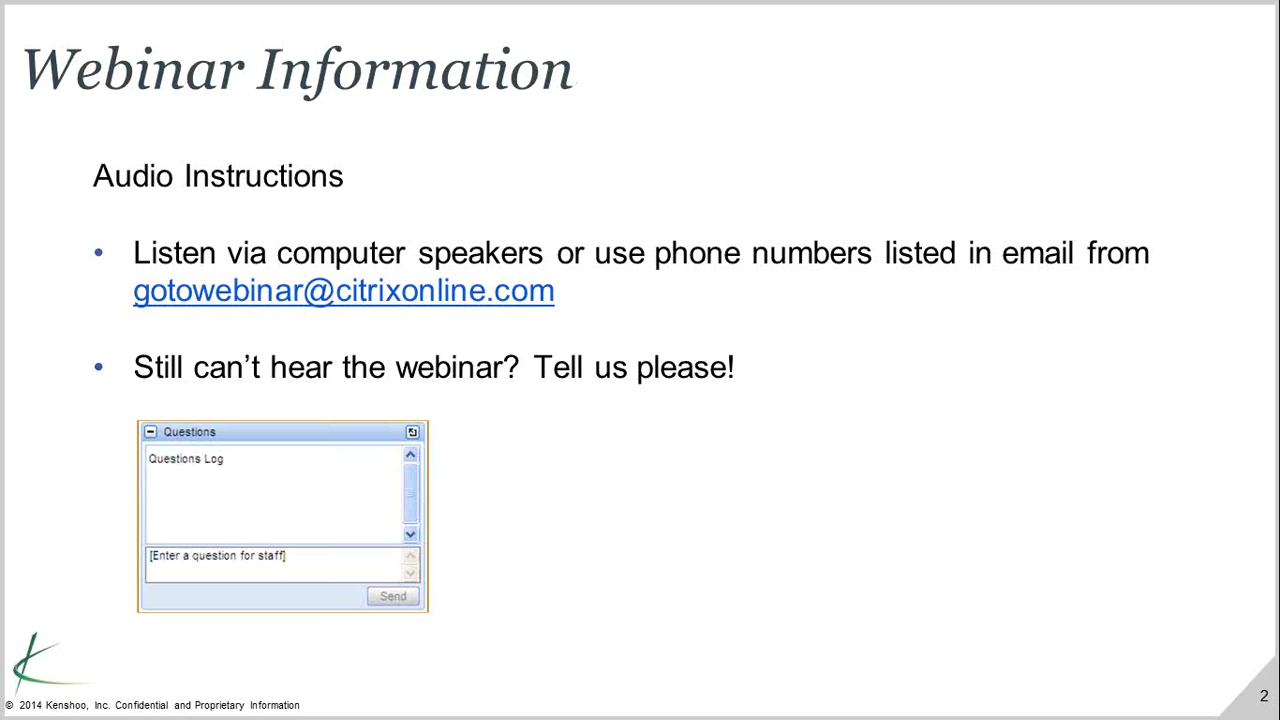 Webinar Information
Audio Instructions
• Listen via computer speakers or use phone numbers listed in email from
gotowebinar@citrixonline.com
• Still can’t hear the webinar? Tell us please!
Questions
Questions Log
[Enter a question for staff]
Send
© 2014 Kenshoo, Inc. Confidential and Proprietary Information
2